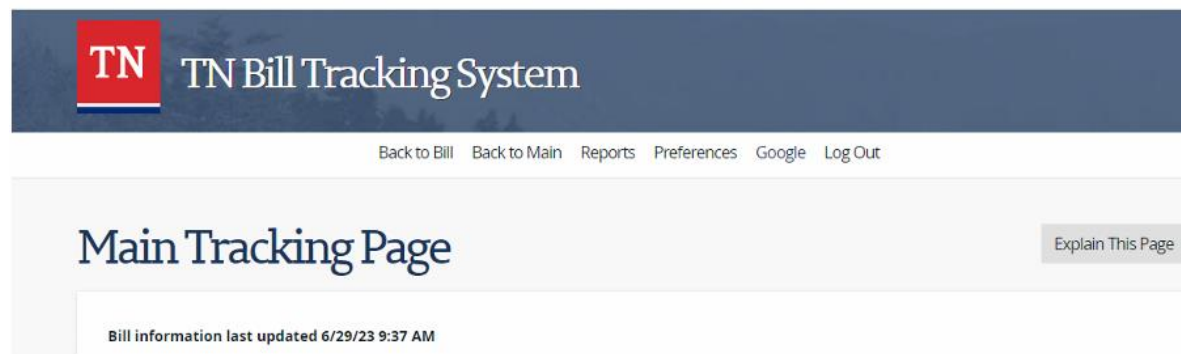 TN
TN Bill Tracking System
Back to Bill Back to Main Reports Preferences Google Log Out
Main Tracking Page
Explain This Page
Bill information last updated 6/29/23 9:37 AM